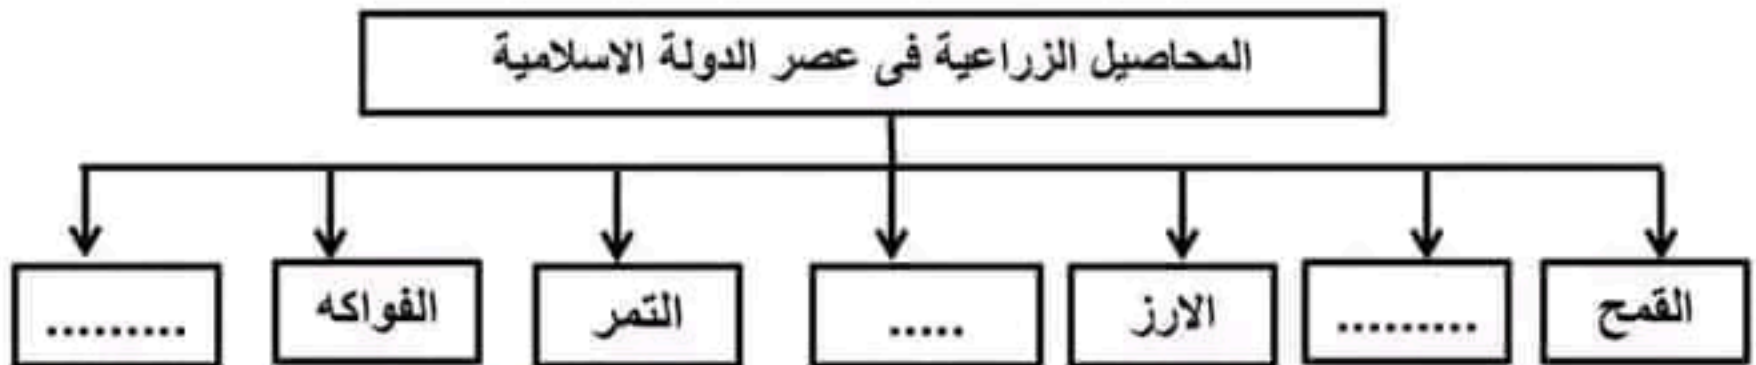 المحاصيل الزراعية فى عصر الدولة الاسلامية
القمح
.........
الارز
.....
التمر
الفواكه
.........